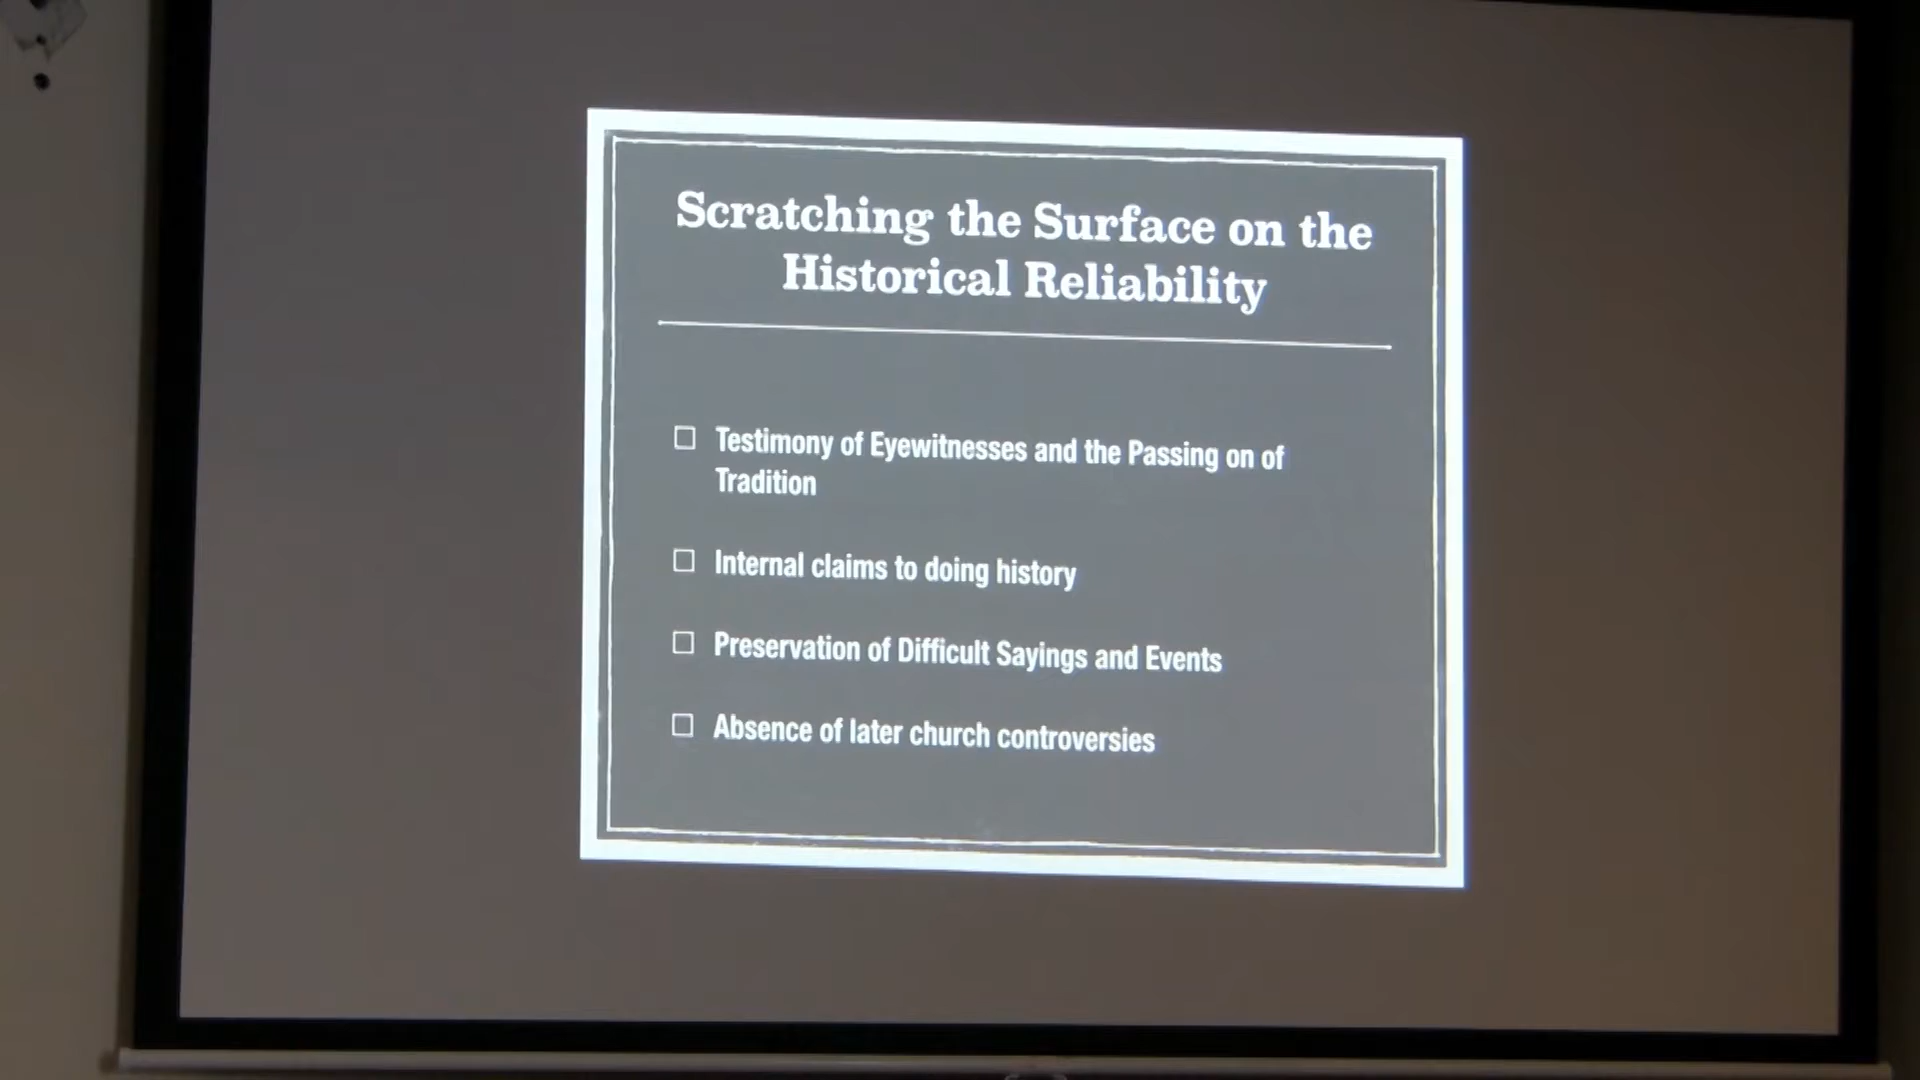 Scratching the Surface on the
Historical Reliability
Testimony of Eyewitnesses and the Passing on of
Tradition
Internal claims to doing history
Preservation of Difficult Sayings and Events
Absence of later church controversies